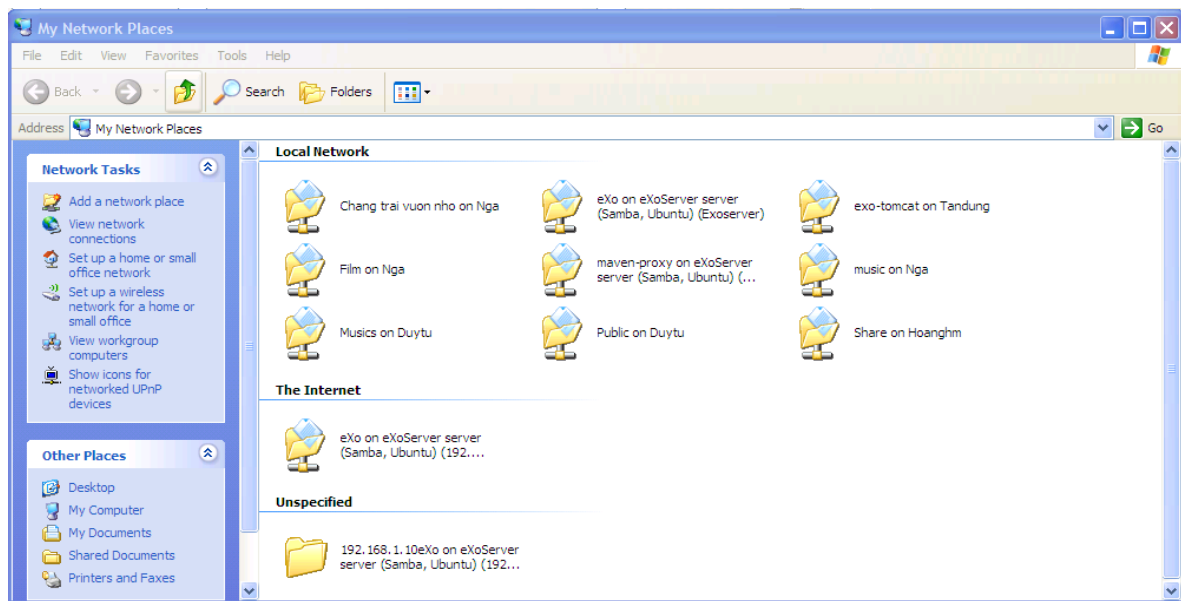 My Network Places
File Edit View Favorites Tools Help
Back Search Folders
Address My Network Places Go
Network Tasks
Add a network place
View network
connections
Set up a home or small
office network
Set up a wireless
network for a home or
small office
View workgroup
computers
Show icons for
networked UPnP
devices
Other Places
Desktop
My Computer
My Documents
Shared Documents
Printers and Faxes
Local Network
Chang trai vuon nho on Nga
eXo on eXoServer server
(Samba, Ubuntu) (Exoserver)
exo-tomcat on Tandung
Film on Nga
maven-proxy on eXoServer
server (Samba, Ubuntu) (...
music on Nga
Musics on Duytu
Public on Duytu
Share on Hoanghm
The Internet
eXo on eXoServer server
(Samba, Ubuntu) (192....
Unspecified
192.168.1.10eXo on eXoServer
server (Samba, Ubuntu) (192...